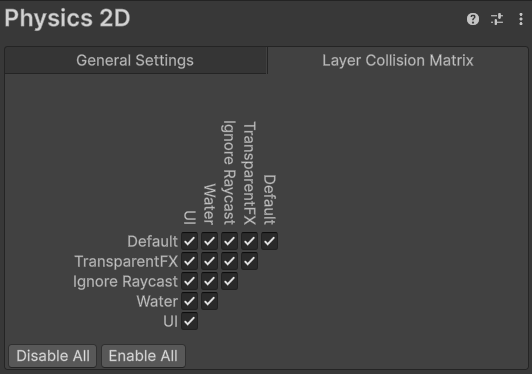 Physics 2D
General Settings
Layer Collision Matrix
UI
Water
Ignore Raycast
TransparentFX
Default
Default
TransparentFX
Ignore Raycast
Water
UI
Disable All
Enable All